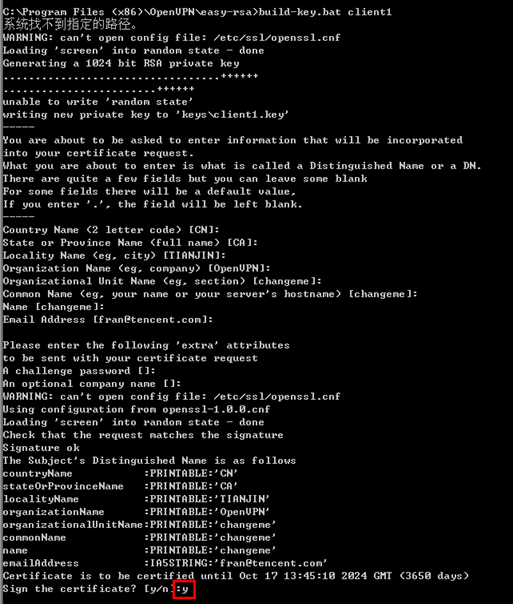 C:\Program Files (x86)\OpenVPN\easy-rsa>build-key.bat client1
系统找不到指定的路径。
WARNING: can't open config file: /etc/ssl/openssl.cnf
Loading 'screen' into random state - done
Generating a 1024 bit RSA private key
..................................++++++
........................++++++
unable to write 'random state'
writing new private key to 'keys\client1.key'
-----
You are about to be asked to enter information that will be incorporated
into your certificate request.
What you are about to enter is what is called a Distinguished Name or a DN.
There are quite a few fields but you can leave some blank
For some fields there will be a default value,
If you enter '.', the field will be left blank.
-----
Country Name (2 letter code) [CN]:
State or Province Name (full name) [CA]:
Locality Name (eg, city) [TIANJIN]:
Organization Name (eg, company) [OpenVPN]:
Organizational Unit Name (eg, section) [changeme]:
Common Name (eg, your name or your server's hostname) [changeme]:
Name [changeme]:
Email Address [fran@tencent.com]:
Please enter the following 'extra' attributes
to be sent with your certificate request
A challenge password []:
An optional company name []:
WARNING: can't open config file: /etc/ssl/openssl.cnf
Using configuration from openssl-1.0.0.cnf
Loading 'screen' into random state - done
Check that the request matches the signature
Signature ok
The Subject's Distinguished Name is as follows
countryName           :PRINTABLE:'CN'
stateOrProvinceName   :PRINTABLE:'CA'
localityName          :PRINTABLE:'TIANJIN'
organizationName      :PRINTABLE:'OpenVPN'
organizationalUnitName:PRINTABLE:'changeme'
commonName            :PRINTABLE:'changeme'
name                  :PRINTABLE:'changeme'
emailAddress          :IA5STRING:'fran@tencent.com'
Certificate is to be certified until Oct 17 13:45:10 2024 GMT (3650 days)
Sign the certificate? [y/n]:y